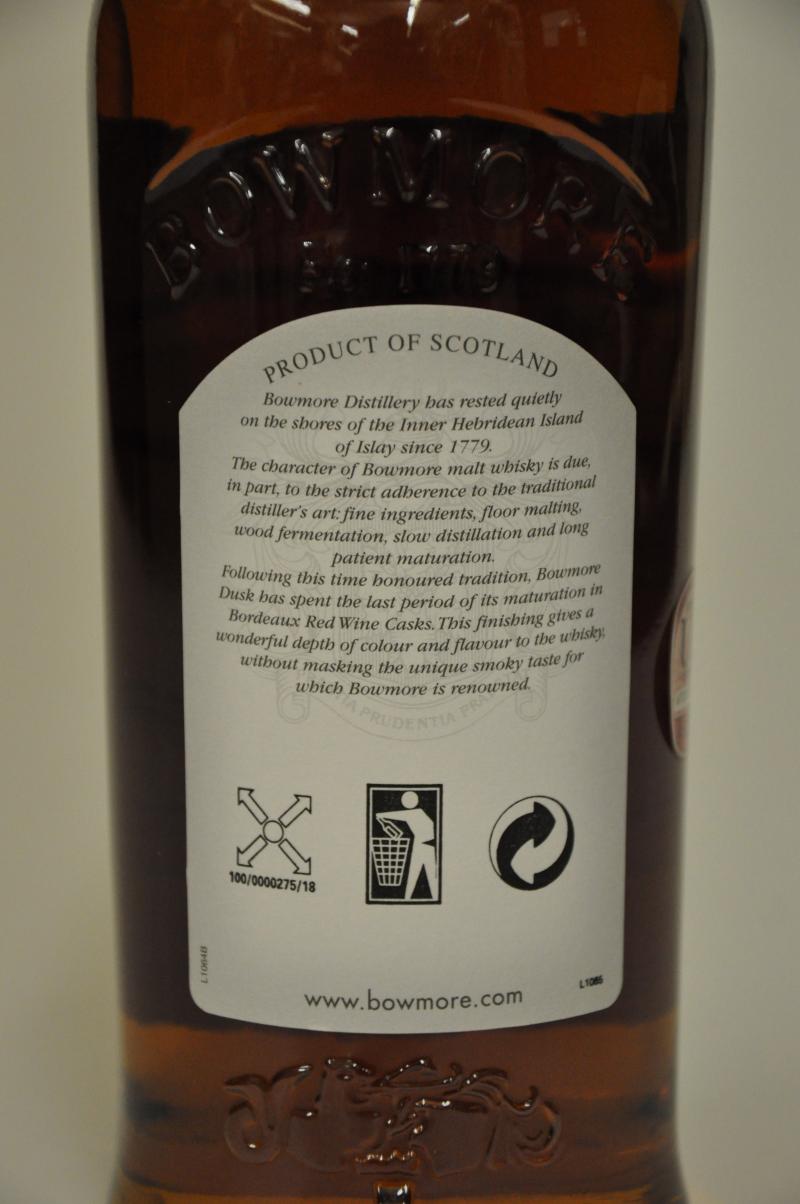 BOWMORE
Est 1779
PRODUCT OF SCOTLAND
Bowmore Distillery has rested quietly
on the shores of the Inner Hebridean Island
of Islay since 1779.
The character of Bowmore malt whisky is due,
in part, to the strict adherence to the traditional
distiller's art: fine ingredients, floor malting,
wood fermentation, slow distillation and long
patient maturation.
Following this time honoured tradition, Bowmore
Dusk has spent the last period of its maturation in
Bordeaux Red Wine Casks. This finishing gives a
wonderful depth of colour and flavour to the whisky,
without masking the unique smoky taste for
which Bowmore is renowned.
PRUDENTIA
100/0000275/18
L1064B
L1065
www.bowmore.com